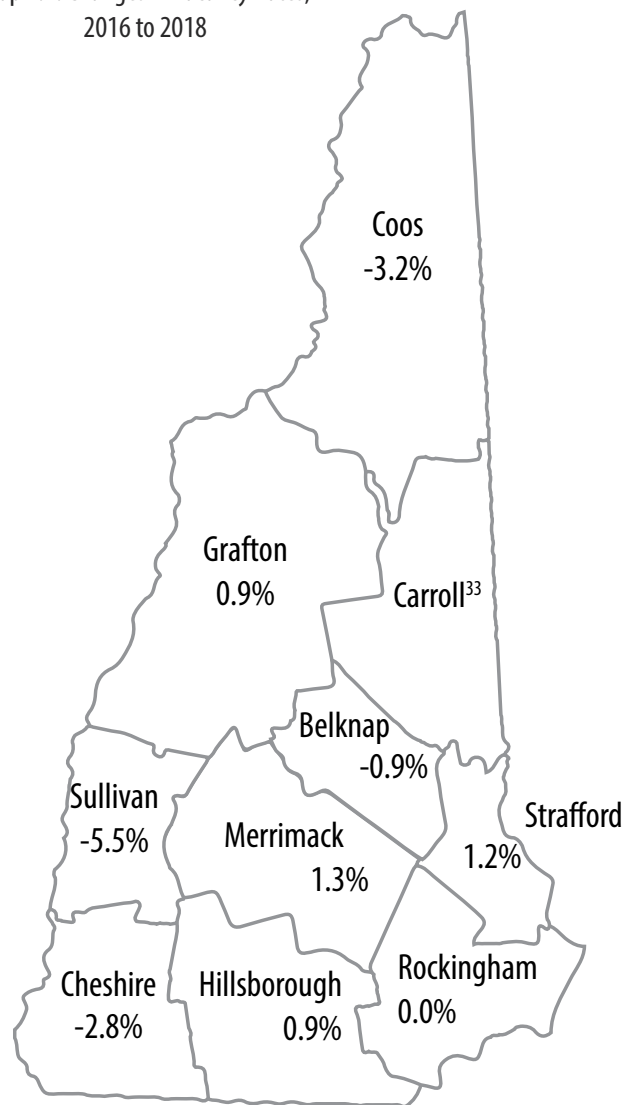 2016 to 2018
Coos
-3.2%
Grafton
0.9%
Carroll³³
Belknap
-0.9%
Sullivan
-5.5%
Merrimack
1.3%
Strafford
1.2%
Cheshire
-2.8%
Hillsborough
0.9%
Rockingham
0.0%